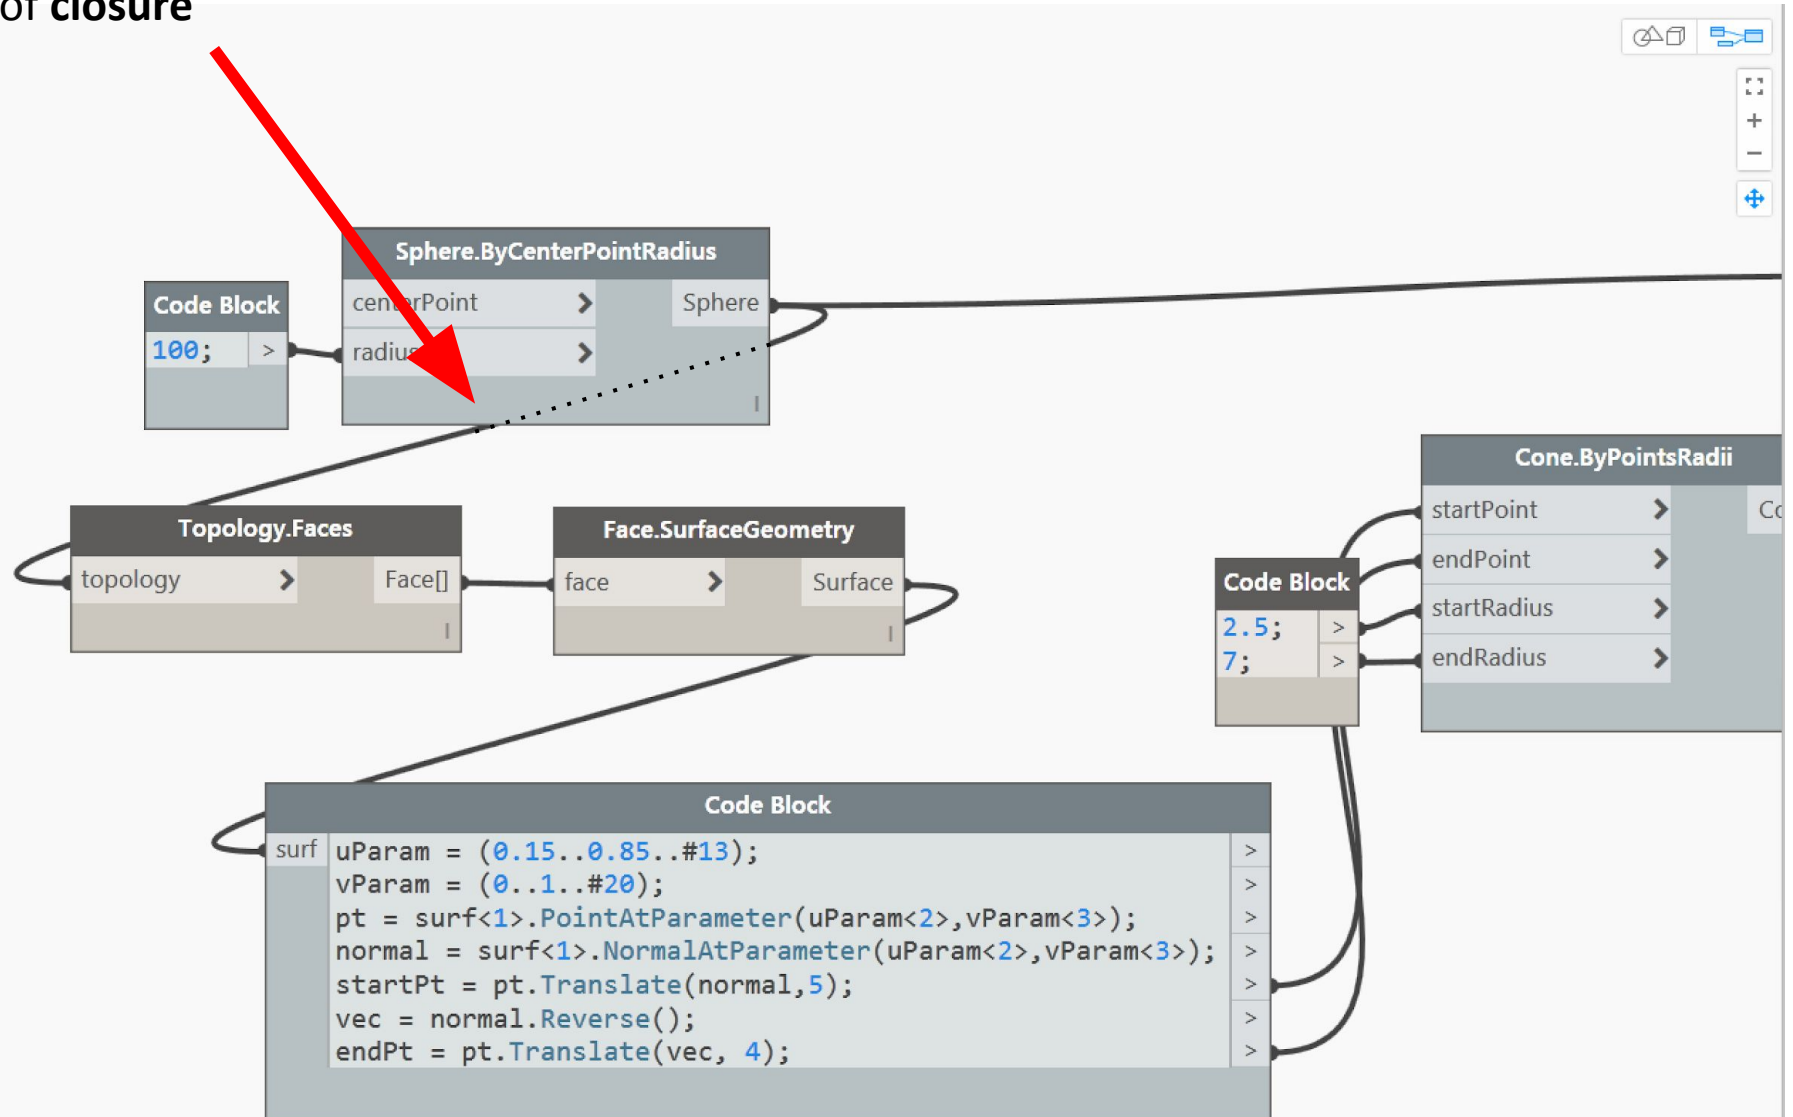 of closure
Sphere.ByCenterPointRadius
centerPoint
Sphere
radius
Code Block
100;
>
Topology.Faces
topology
Face[]
Face.SurfaceGeometry
face
Surface
Cone.ByPointsRadii
startPoint
endPoint
startRadius
endRadius
Code Block
2.5; >
7; >
Code Block
surf uParam = (0.15..0.85..#13); >
vParam = (0..1..#20); >
pt = surf<1>.PointAtParameter(uParam<2>,vParam<3>); >
normal = surf<1>.NormalAtParameter(uParam<2>,vParam<3>); >
startPt = pt.Translate(normal,5); >
vec = normal.Reverse(); >
endPt = pt.Translate(vec, 4); >